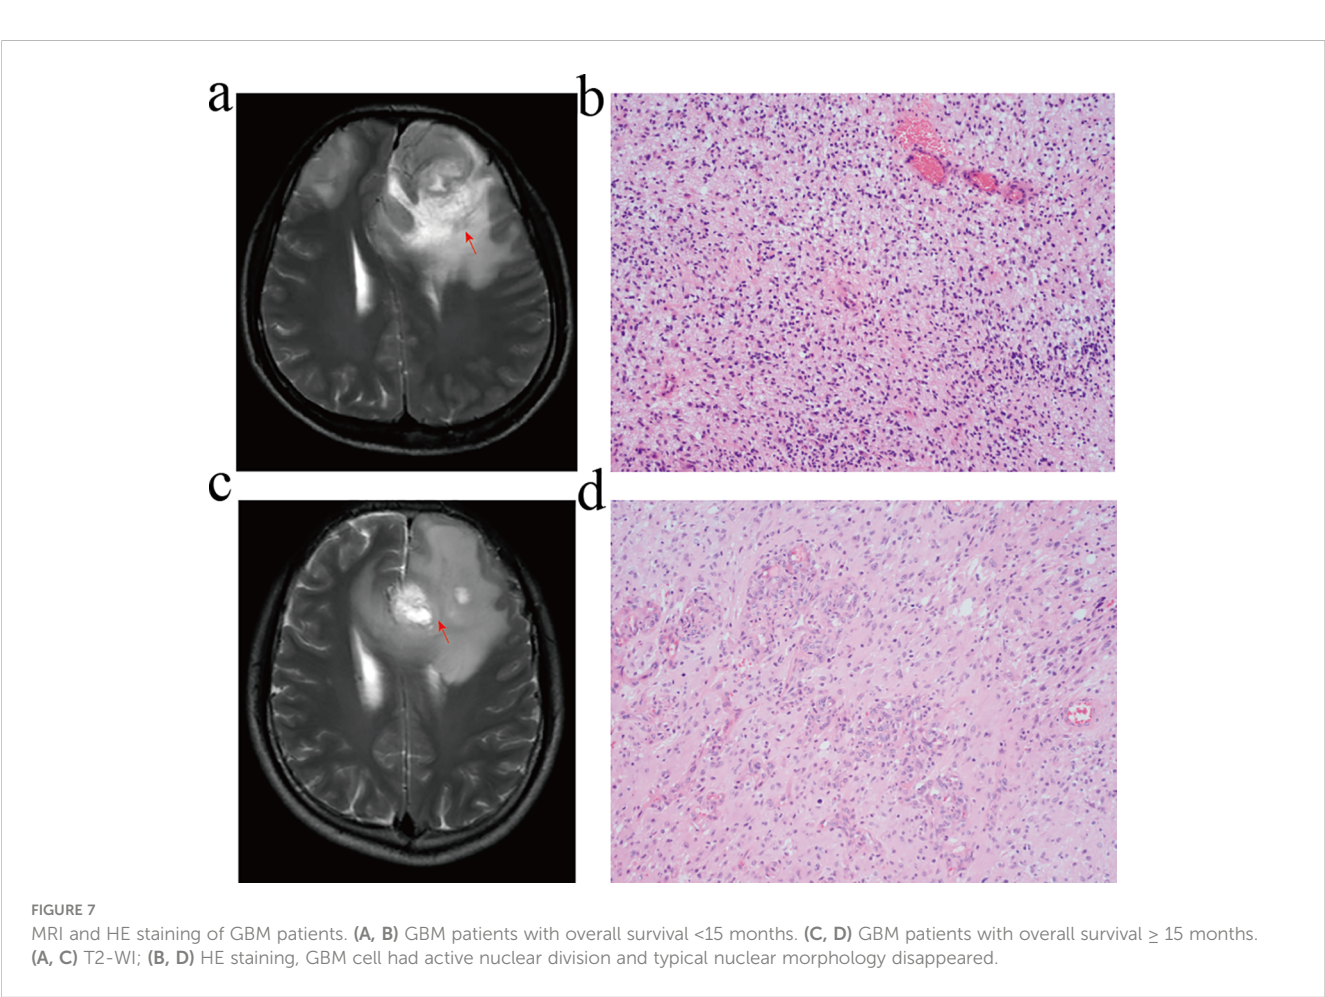 a
b
c
d
FIGURE 7
MRI and HE staining of GBM patients. (A, B) GBM patients with overall survival <15 months. (C, D) GBM patients with overall survival ≥ 15 months.
(A, C) T2-WI; (B, D) HE staining, GBM cell had active nuclear division and typical nuclear morphology disappeared.